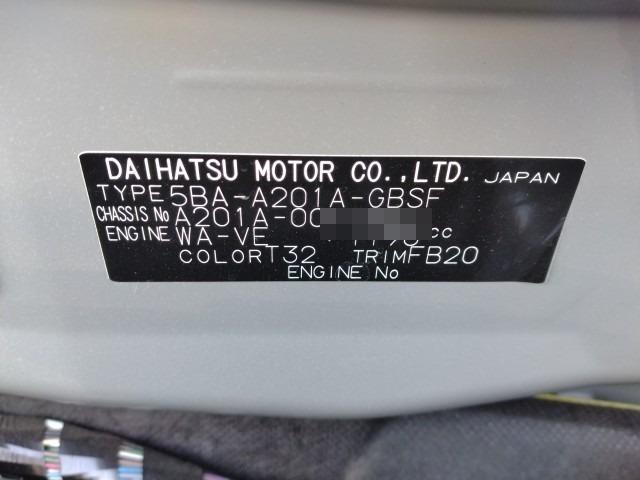 DAIHATSU MOTOR CO.,LTD. JAPAN
TYPE 5BA-A201A-GBSF
CHASSIS No A201A-00
ENGINE WA-VE cc
COLOR T32 TRIM FB20
ENGINE No